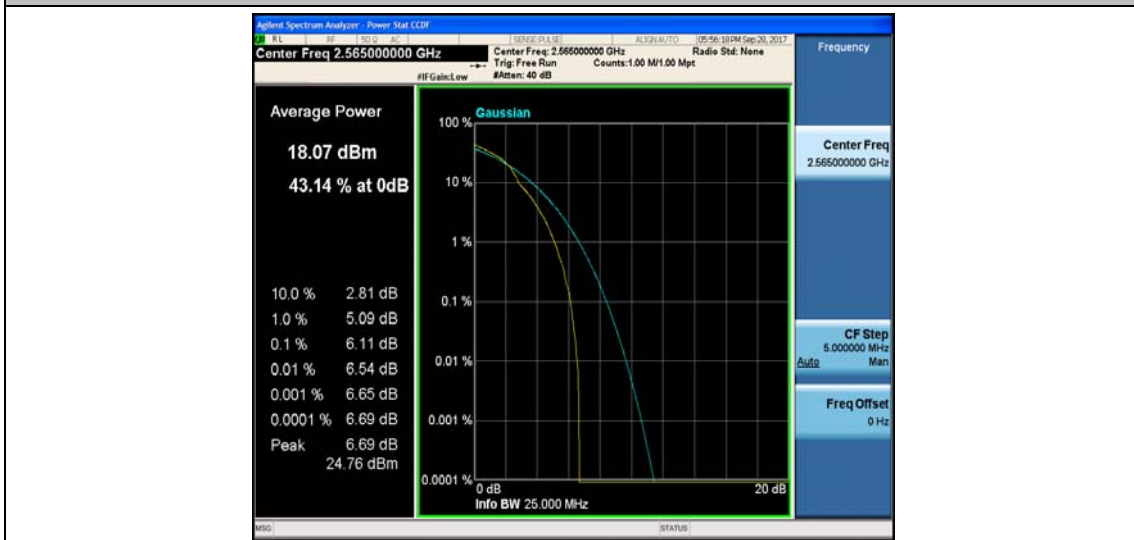 Agilent Spectrum Analyzer - Power Stat CCDF
RL RF 50 Ω AC SENSE:PULSE ALIGN AUTO 05:56:18 PM Sep 20, 2017
Center Freq 2.565000000 GHz
Center Freq: 2.565000000 GHz Radio Std: None
Trig: Free Run Counts:1.00 M/1.00 Mpt
#IFGain:Low #Atten: 40 dB
Frequency
Average Power
18.07 dBm
43.14 % at 0dB
10.0 % 2.81 dB
1.0 % 5.09 dB
0.1 % 6.11 dB
0.01 % 6.54 dB
0.001 % 6.65 dB
0.0001 % 6.69 dB
Peak 6.69 dB
24.76 dBm
Gaussian
100 %
10 %
1 %
0.1 %
0.01 %
0.001 %
0.0001 %
0 dB 20 dB
Info BW 25.000 MHz
Center Freq
2.565000000 GHz
CF Step
5.000000 MHz
Auto Man
Freq Offset
0 Hz
MSG STATUS